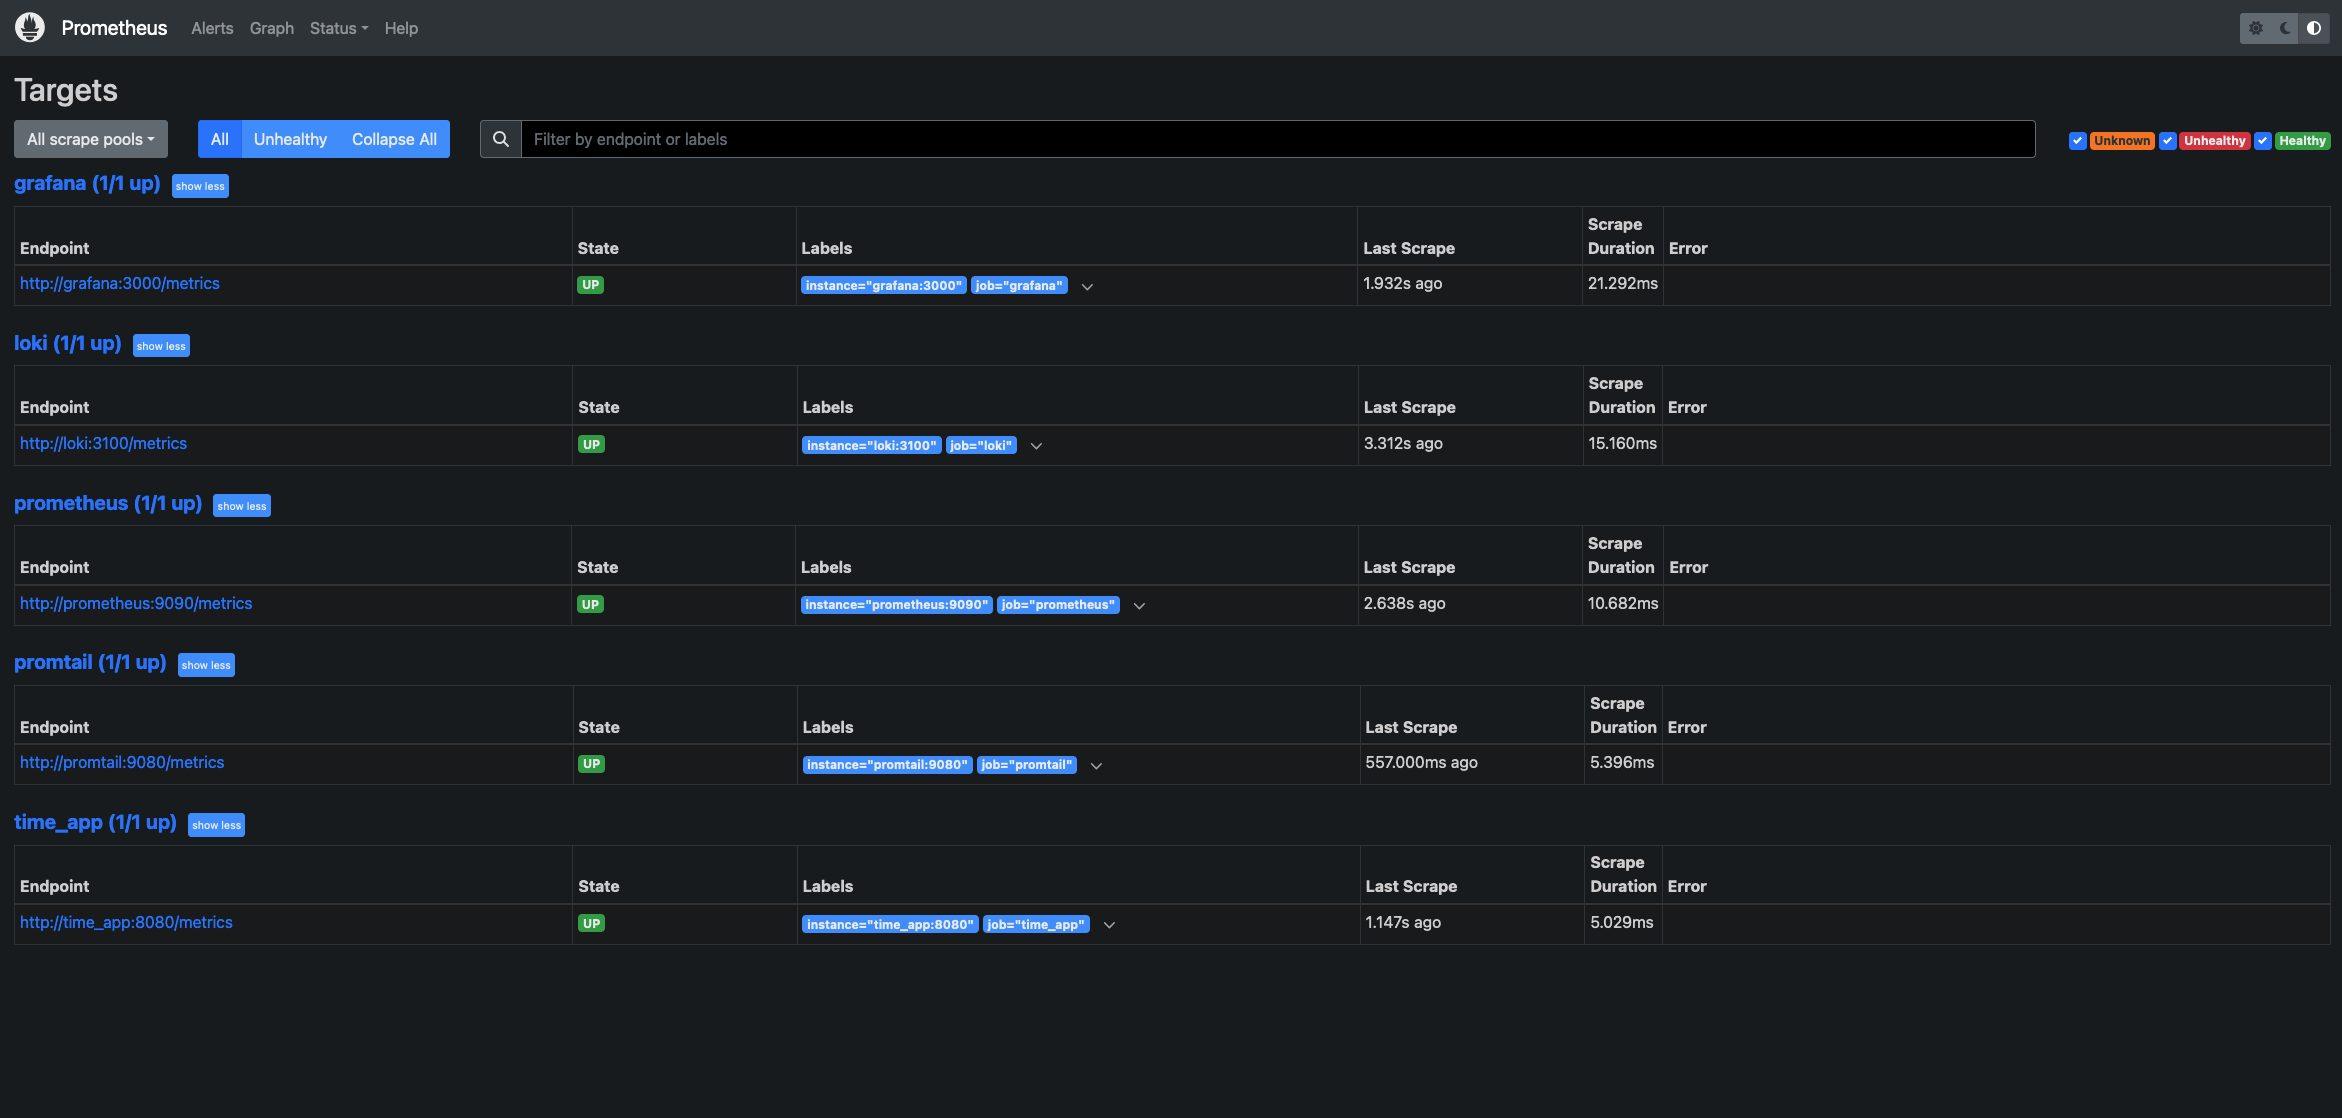 Prometheus Alerts Graph Status Help
Targets
All scrape pools All Unhealthy Collapse All Filter by endpoint or labels Unknown Unhealthy Healthy
grafana (1/1 up) show less
Endpoint State Labels Last Scrape Scrape Duration Error
http://grafana:3000/metrics UP instance="grafana:3000" job="grafana" 1.932s ago 21.292ms
loki (1/1 up) show less
Endpoint State Labels Last Scrape Scrape Duration Error
http://loki:3100/metrics UP instance="loki:3100" job="loki" 3.312s ago 15.160ms
prometheus (1/1 up) show less
Endpoint State Labels Last Scrape Scrape Duration Error
http://prometheus:9090/metrics UP instance="prometheus:9090" job="prometheus" 2.638s ago 10.682ms
promtail (1/1 up) show less
Endpoint State Labels Last Scrape Scrape Duration Error
http://promtail:9080/metrics UP instance="promtail:9080" job="promtail" 557.000ms ago 5.396ms
time_app (1/1 up) show less
Endpoint State Labels Last Scrape Scrape Duration Error
http://time_app:8080/metrics UP instance="time_app:8080" job="time_app" 1.147s ago 5.029ms